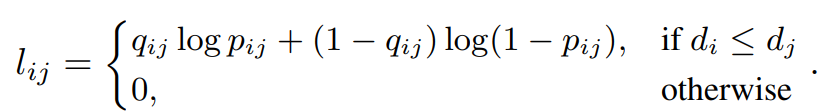 l_{ij} = \begin{cases} q_{ij} \log p_{ij} + (1 - q_{ij}) \log(1 - p_{ij}), & \text{if } d_i \leq d_j \\ 0, & \text{otherwise} \end{cases}.